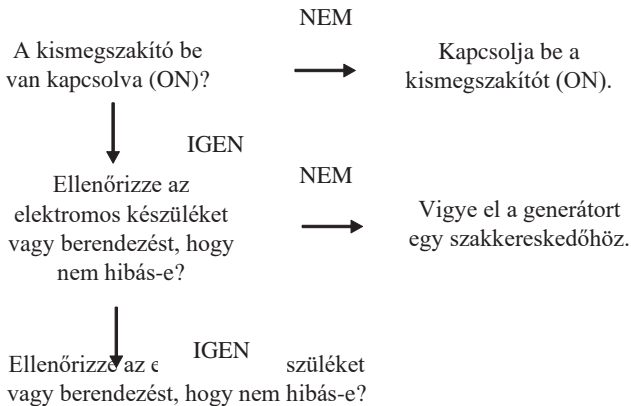 NEM
A kismegszakító be
van kapcsolva (ON)?
Kapcsolja be a
kismegszakítót (ON).
IGEN
Ellenőrizze az
elektromos készüléket
vagy berendezést, hogy
nem hibás-e?
NEM
Vigye el a generátort
egy szakkereskedőhöz.
IGEN
Ellenőrizze az e szüléket
vagy berendezést, hogy nem hibás-e?